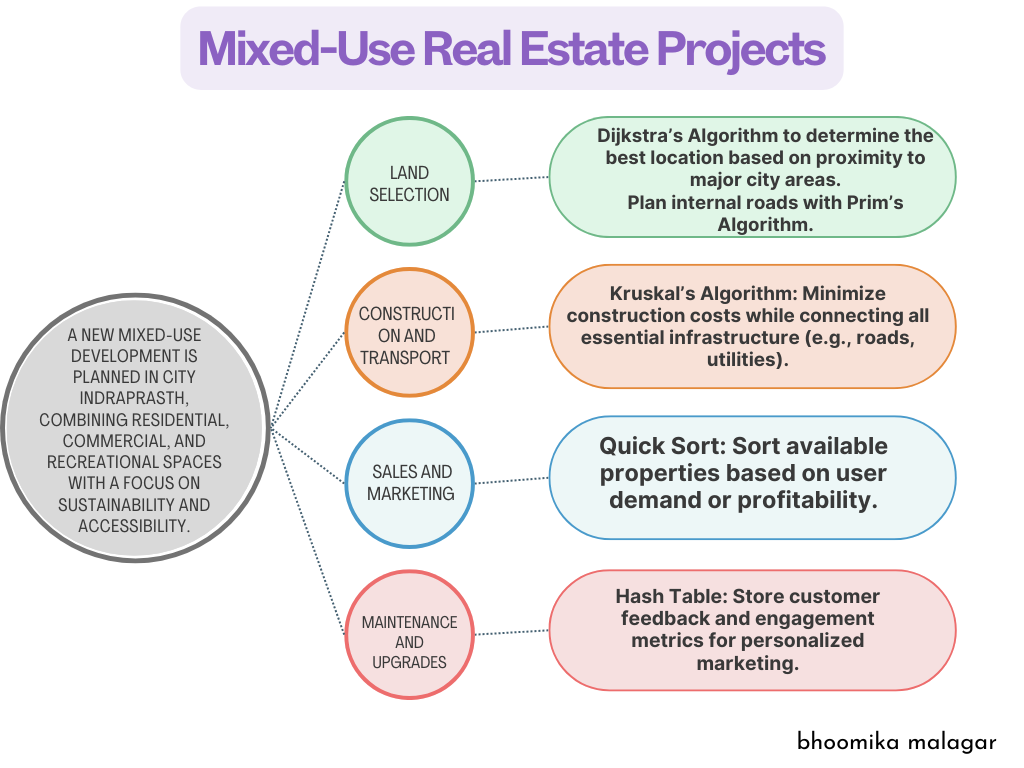 Mixed-Use Real Estate Projects
A NEW MIXED-USE
DEVELOPMENT IS
PLANNED IN CITY
INDRAPRASTH,
COMBINING RESIDENTIAL,
COMMERCIAL, AND
RECREATIONAL SPACES
WITH A FOCUS ON
SUSTAINABILITY AND
ACCESSIBILITY.
LAND
SELECTION
Dijkstra's Algorithm to determine the
best location based on proximity to
major city areas.
Plan internal roads with Prim's
Algorithm.
CONSTRUCTI
ON AND
TRANSPORT
Kruskal's Algorithm: Minimize
construction costs while connecting all
essential infrastructure (e.g., roads,
utilities).
SALES AND
MARKETING
Quick Sort: Sort available
properties based on user
demand or profitability.
MAINTENANCE
AND
UPGRADES
Hash Table: Store customer
feedback and engagement
metrics for personalized
marketing.
bhoomika malagar